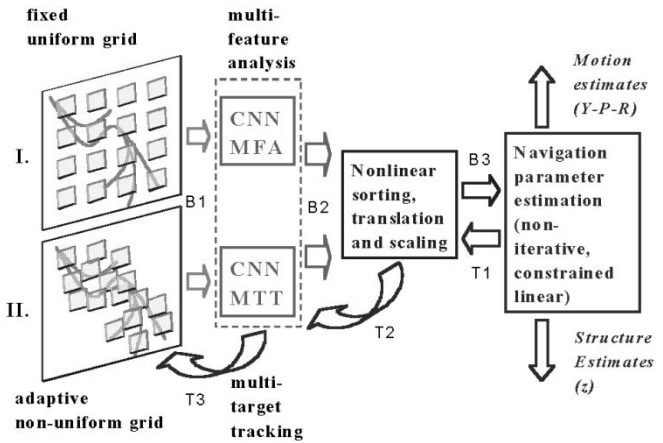 fixed
uniform grid
multi-
feature analysis
I.
CNN
MFA
B1
II.
CNN
MTT
B2
adaptive
non-uniform grid
T3
multi-
target
tracking
Nonlinear
sorting,
translation
and scaling
T2
B3
T1
Navigation
parameter
estimation
(non-
iterative,
constrained
linear)
Motion
estimates
(Y-P-R)
Structure
Estimates
(z)